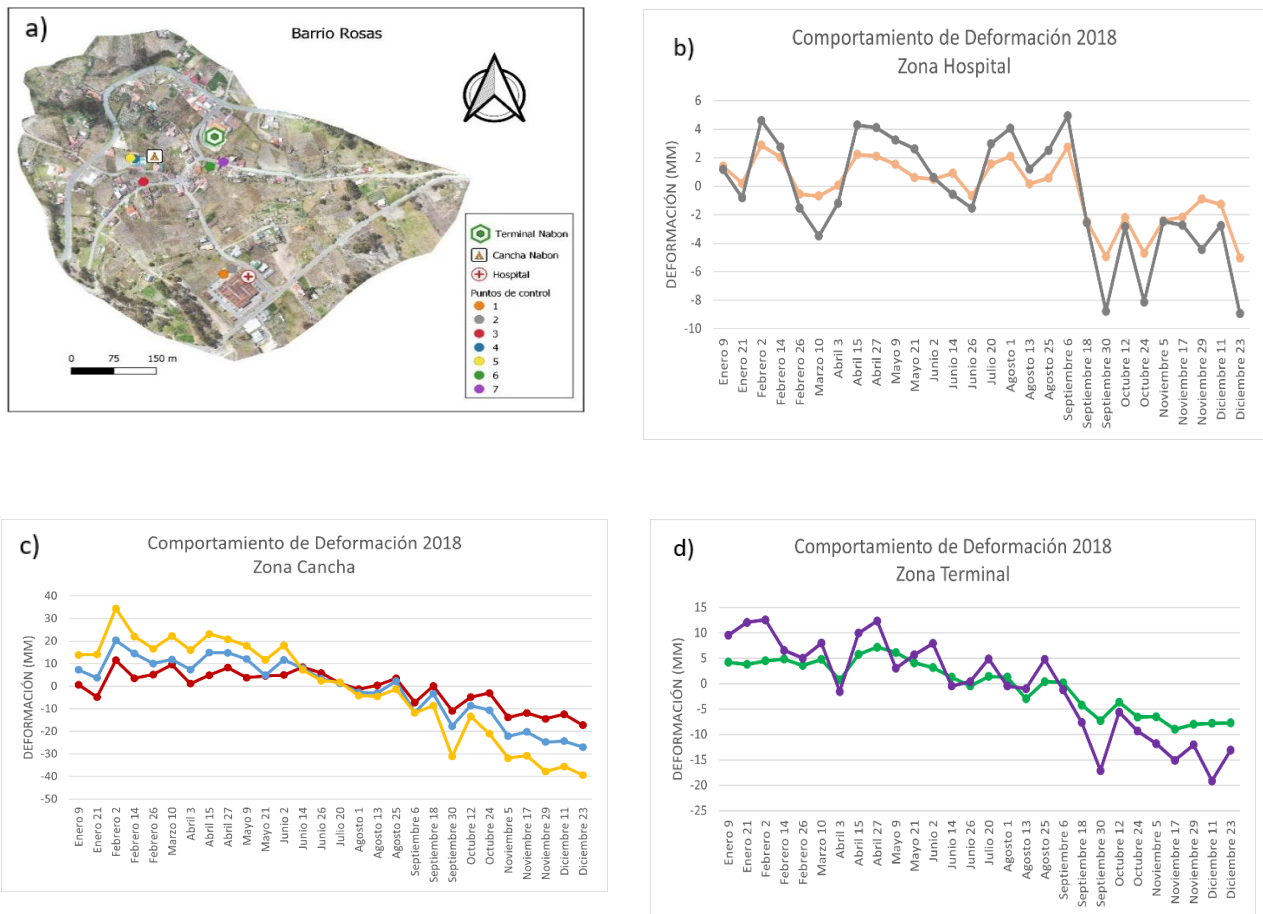 a)
Barrio Rosas
Terminal Nabon
Cancha Nabon
Hospital
Puntos de control
1
2
3
4
5
6
7
0 75 150 m
b)
Comportamiento de Deformación 2018
Zona Hospital
DEFORMACIÓN (MM)
6
4
2
0
-2
-4
-6
-8
-10
Enero 9
Enero 21
Febrero 2
Febrero 14
Febrero 26
Marzo 10
Abril 3
Abril 15
Abril 27
Mayo 9
Mayo 21
Junio 2
Junio 14
Junio 26
Julio 20
Agosto 1
Agosto 13
Agosto 25
Septiembre 6
Septiembre 18
Septiembre 30
Octubre 12
Octubre 24
Noviembre 5
Noviembre 17
Noviembre 29
Diciembre 11
Diciembre 23
c)
Comportamiento de Deformación 2018
Zona Cancha
DEFORMACIÓN (MM)
40
30
20
10
0
-10
-20
-30
-40
-50
Enero 9
Enero 21
Febrero 2
Febrero 14
Febrero 26
Marzo 10
Abril 3
Abril 15
Abril 27
Mayo 9
Mayo 21
Junio 2
Junio 14
Junio 26
Julio 20
Agosto 1
Agosto 13
Agosto 25
Septiembre 6
Septiembre 18
Septiembre 30
Octubre 12
Octubre 24
Noviembre 5
Noviembre 17
Noviembre 29
Diciembre 11
Diciembre 23
d)
Comportamiento de Deformación 2018
Zona Terminal
DEFORMACIÓN (MM)
15
10
5
0
-5
-10
-15
-20
-25
Enero 9
Enero 21
Febrero 2
Febrero 14
Febrero 26
Marzo 10
Abril 3
Abril 15
Abril 27
Mayo 9
Mayo 21
Junio 2
Junio 14
Junio 26
Julio 20
Agosto 1
Agosto 13
Agosto 25
Septiembre 6
Septiembre 18
Septiembre 30
Octubre 12
Octubre 24
Noviembre 5
Noviembre 17
Noviembre 29
Diciembre 11
Diciembre 23